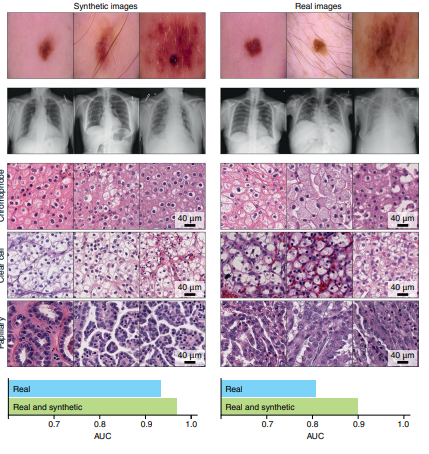 Synthetic images
Real images
Chromophobe
40 µm
40 µm
Clear cell
40 µm
40 µm
Papillary
40 µm
40 µm
Real
Real and synthetic
0.7 0.8 0.9 1.0
AUC
Real
Real and synthetic
0.7 0.8 0.9 1.0
AUC